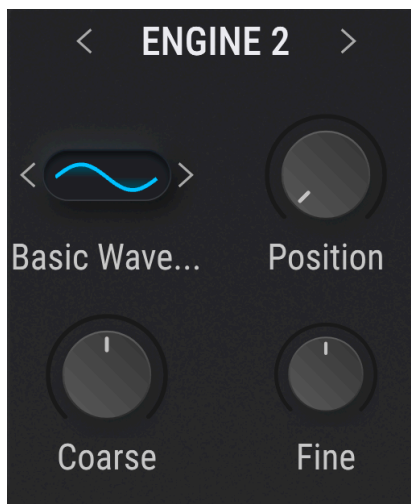 ENGINE 2
Basic Wave...
Position
Coarse
Fine